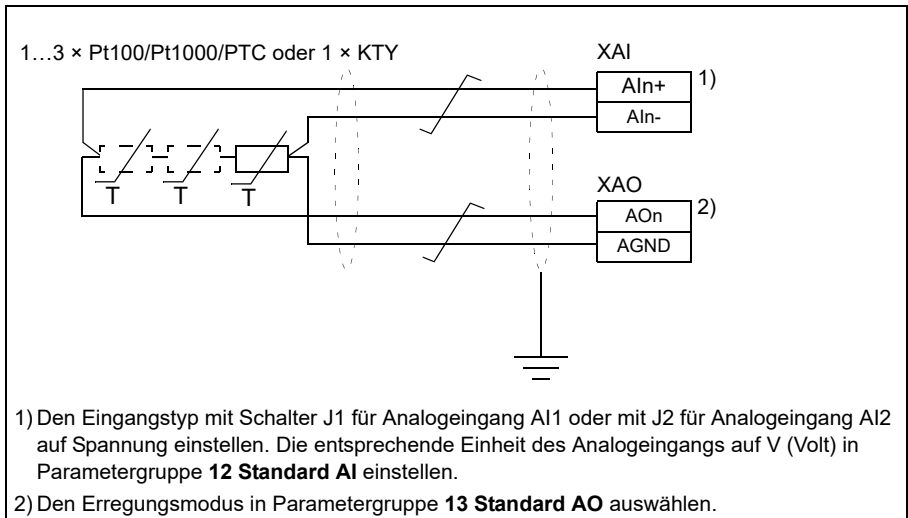 1…3 × Pt100/Pt1000/PTC oder 1 × KTY
XAI
AIn+
1)
AIn-
T
T
T
XAO
AOn
2)
AGND
1) Den Eingangstyp mit Schalter J1 für Analogeingang AI1 oder mit J2 für Analogeingang AI2
auf Spannung einstellen. Die entsprechende Einheit des Analogeingangs auf V (Volt) in
Parametergruppe 12 Standard AI einstellen.
2) Den Erregungsmodus in Parametergruppe 13 Standard AO auswählen.